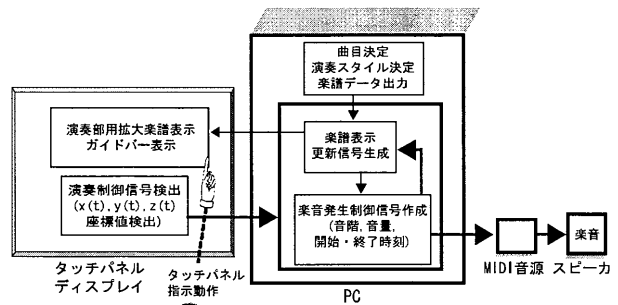 曲目決定
演奏スタイル決定
楽譜データ出力
演奏部用拡大楽譜表示
ガイドバー表示
楽譜表示
更新信号生成
演奏制御信号検出
(x(t),y(t),z(t)
座標値検出)
楽音発生制御信号作成
(音階,音量,
開始・終了時刻)
楽音
タッチパネル
ディスプレイ
タッチパネル
指示動作
MIDI音源
スピーカ
PC